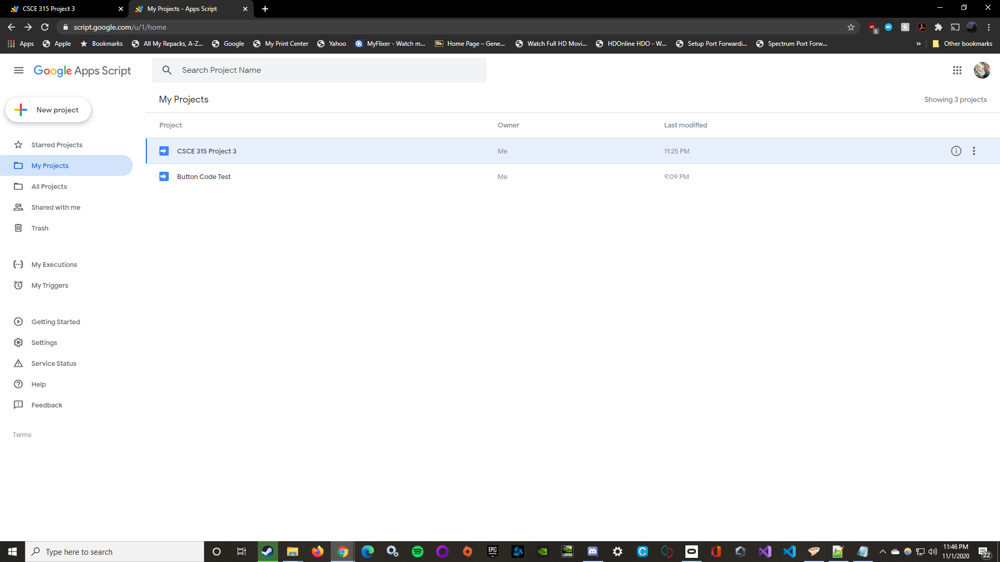 CSCE 315 Project 3
My Projects - Apps Script
script.google.com/u/1/home
5
Apps
Apple
Bookmarks
All My Repacks, A-Z...
Google
My Print Center
Yahoo
MyFlixer - Watch m...
Bb
Home Page – Gene...
Watch Full HD Movi...
HDOnline HDO - W...
Setup Port Forwardi...
Spectrum Port Forw...
»
Other bookmarks
Google Apps Script
Search Project Name
New project
My Projects
Showing 3 projects
Project Owner Last modified
CSCE 315 Project 3 Me 11:25 PM
Button Code Test Me 9:09 PM
Starred Projects
My Projects
All Projects
Shared with me
Trash
My Executions
My Triggers
Getting Started
Settings
Service Status
Help
Feedback
Terms
Type here to search
EPIC GAMES
11:46 PM
11/1/2020
22